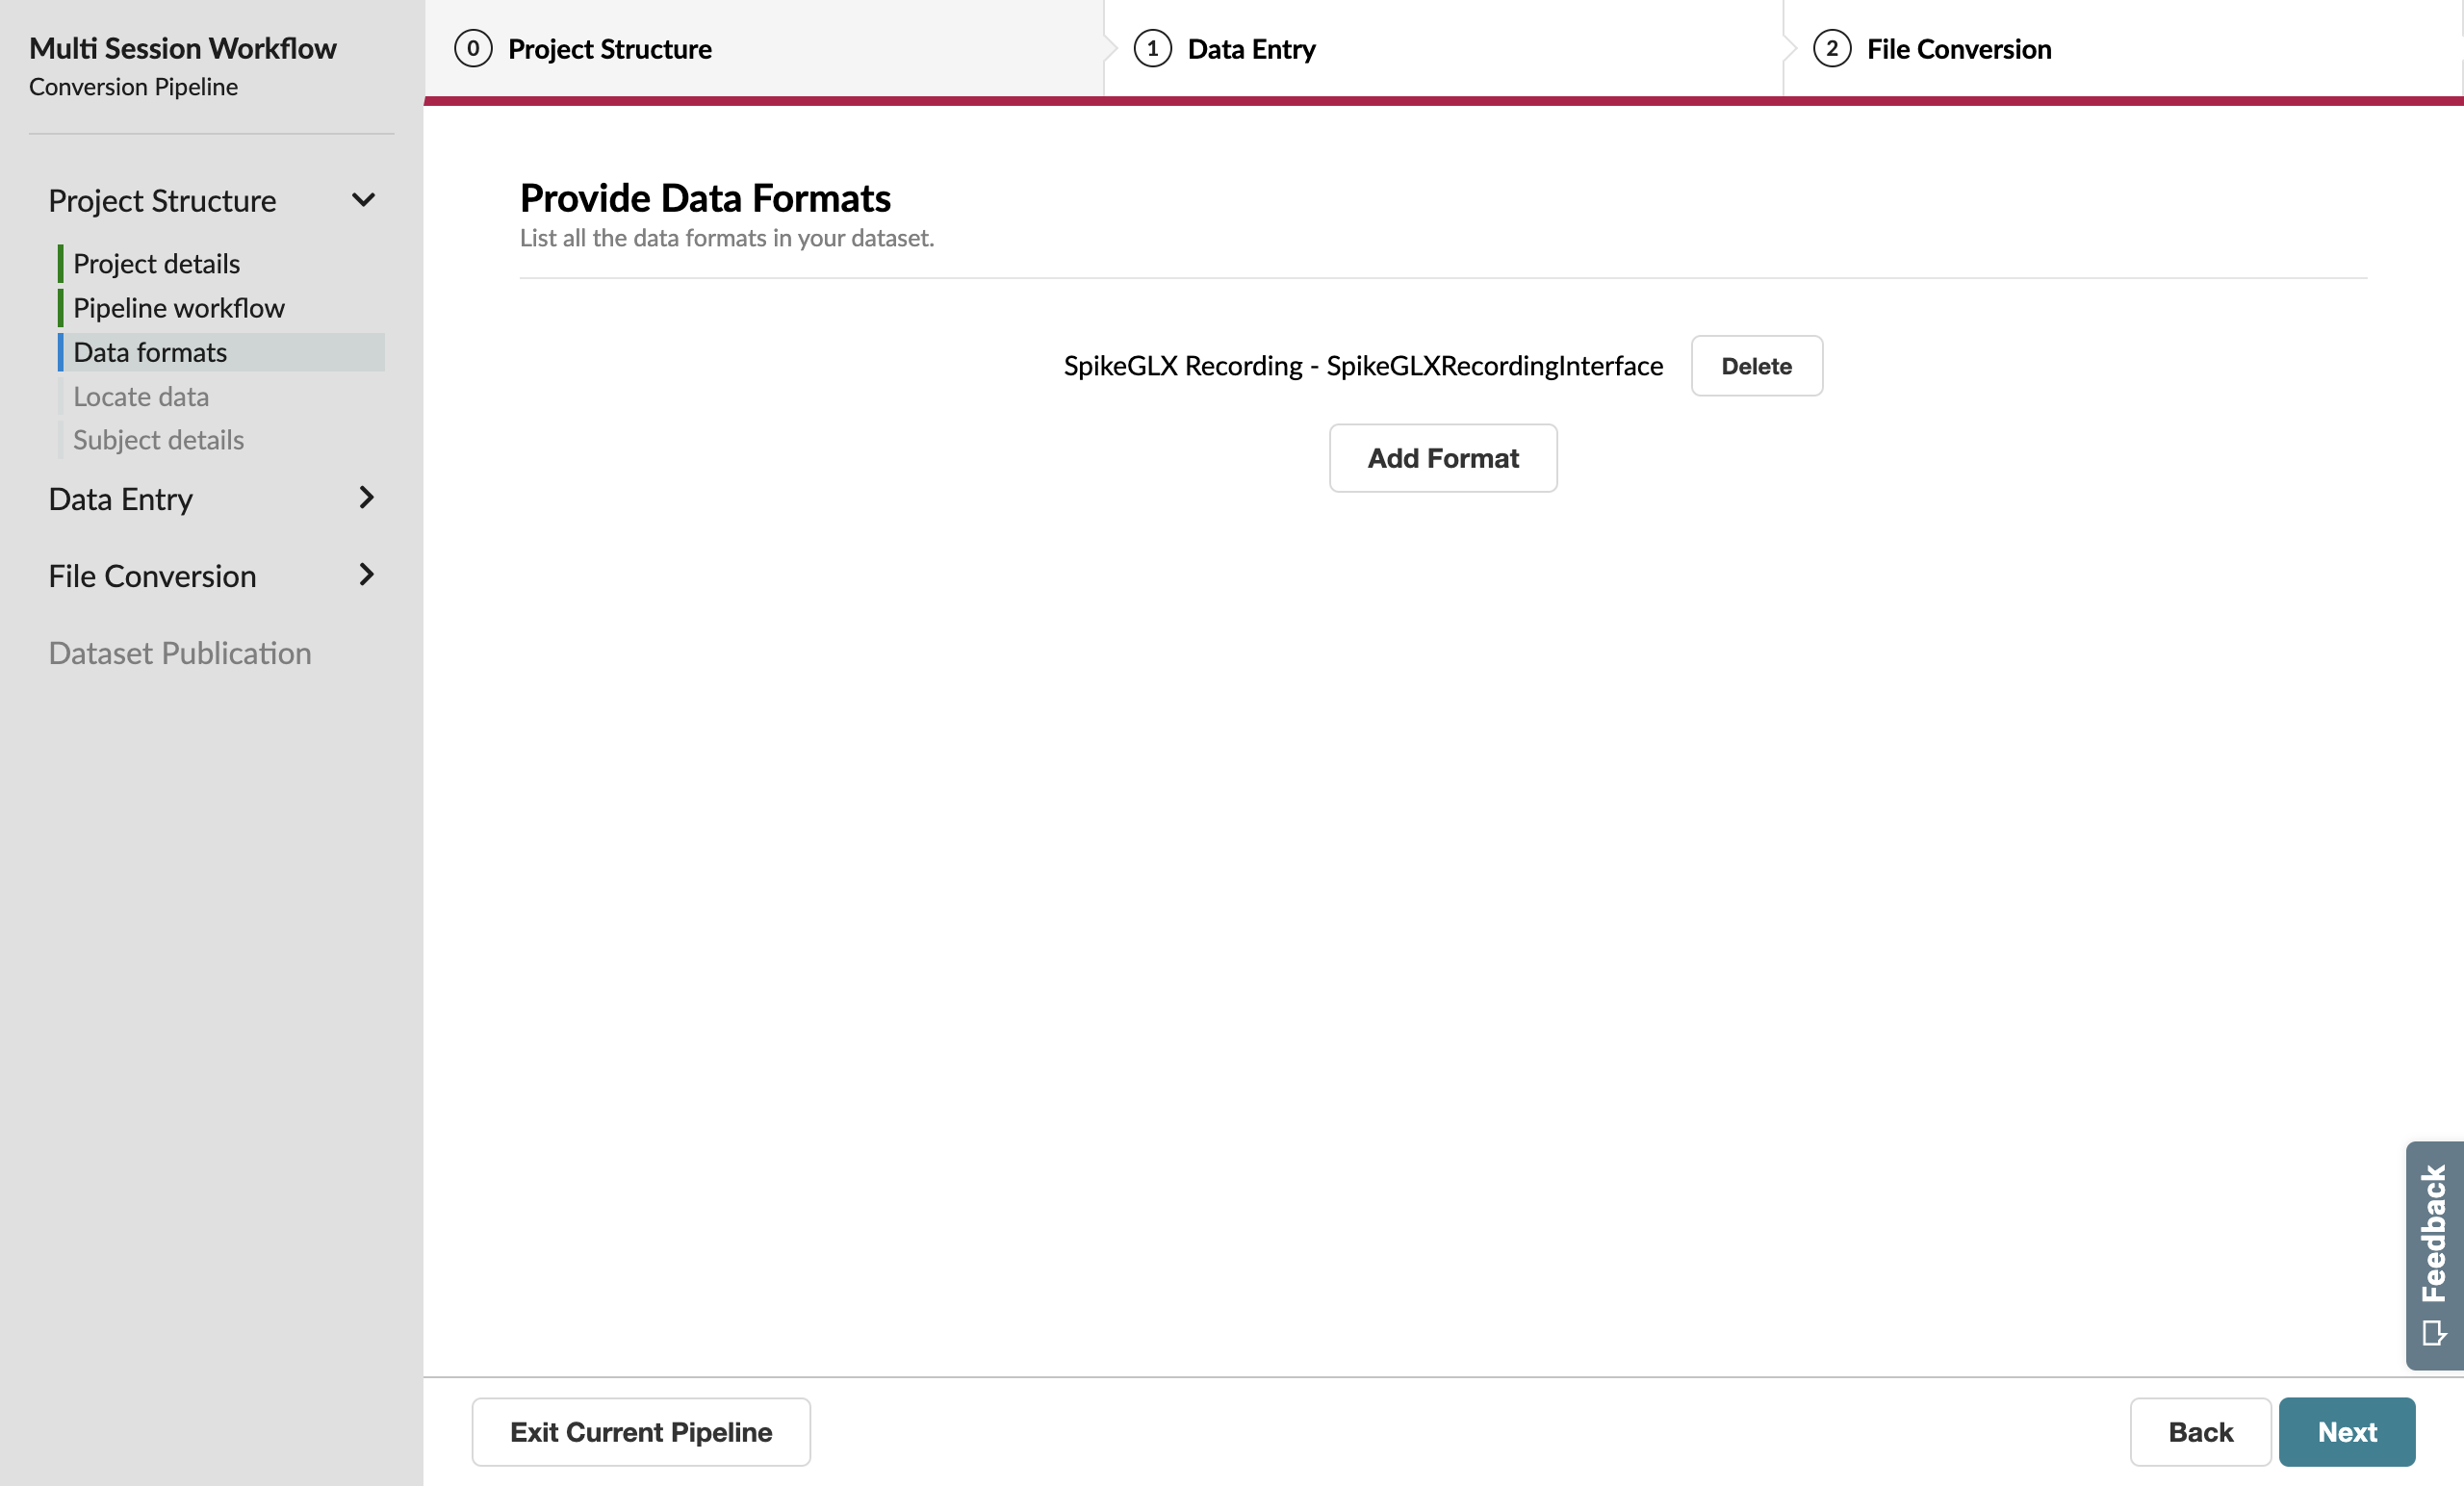 Multi Session Workflow
Conversion Pipeline
Project Structure
Project details
Pipeline workflow
Data formats
Locate data
Subject details
Data Entry
File Conversion
Dataset Publication
0 Project Structure
1 Data Entry
2 File Conversion
Provide Data Formats
List all the data formats in your dataset.
SpikeGLX Recording - SpikeGLXRecordingInterface
Delete
Add Format
Feedback
Exit Current Pipeline
Back
Next